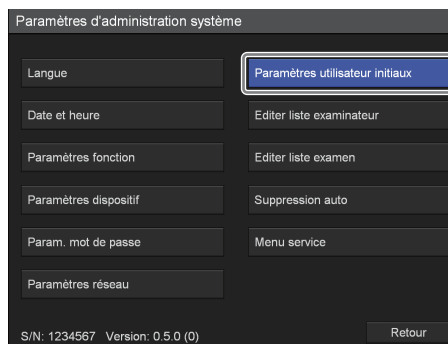 Paramètres d'administration système
Langue
Paramètres utilisateur initiaux
Date et heure
Editer liste examinateur
Paramètres fonction
Editer liste examen
Paramètres dispositif
Suppression auto
Param. mot de passe
Menu service
Paramètres réseau
S/N: 1234567 Version: 0.5.0 (0)
Retour